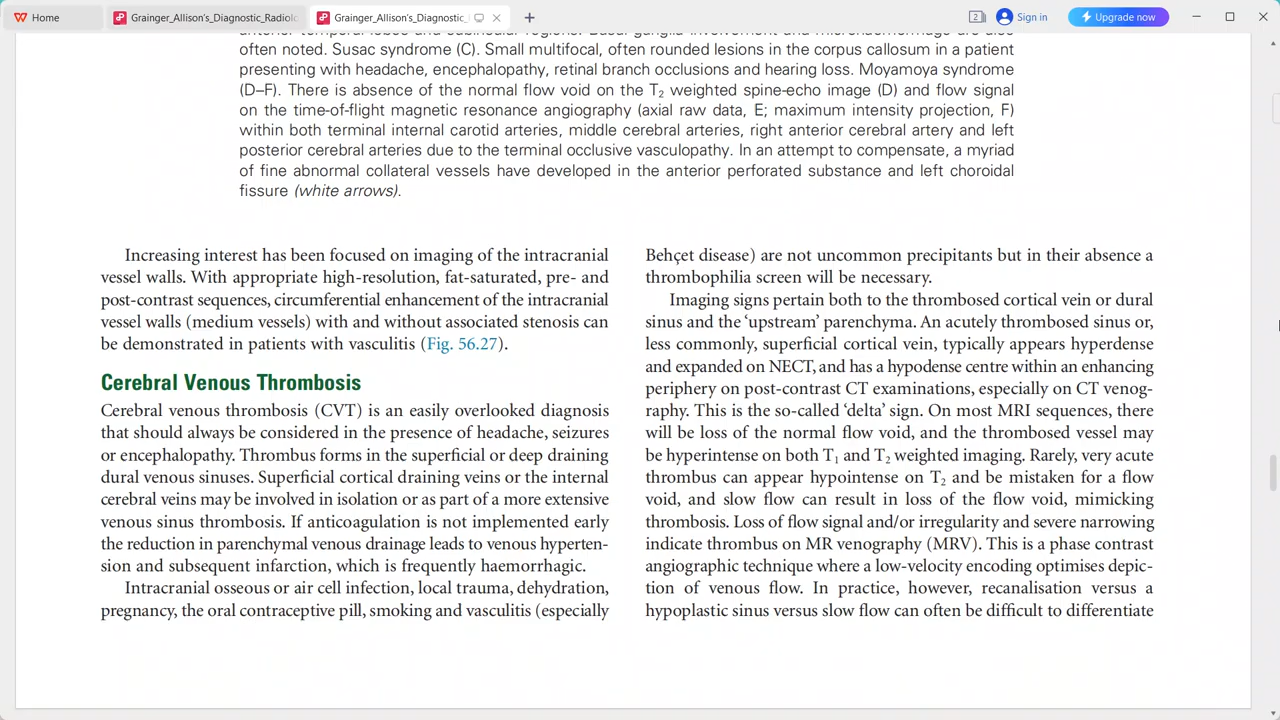 Home
Grainger_Allison's_Diagnostic_Radiolo
Grainger_Allison's_Diagnostic_
2
Sign in
Upgrade now
often noted. Susac syndrome (C). Small multifocal, often rounded lesions in the corpus callosum in a patient
presenting with headache, encephalopathy, retinal branch occlusions and hearing loss. Moyamoya syndrome
(D–F). There is absence of the normal flow void on the T2 weighted spine-echo image (D) and flow signal
on the time-of-flight magnetic resonance angiography (axial raw data, E; maximum intensity projection, F)
within both terminal internal carotid arteries, middle cerebral arteries, right anterior cerebral artery and left
posterior cerebral arteries due to the terminal occlusive vasculopathy. In an attempt to compensate, a myriad
of fine abnormal collateral vessels have developed in the anterior perforated substance and left choroidal
fissure (white arrows).
Increasing interest has been focused on imaging of the intracranial
vessel walls. With appropriate high-resolution, fat-saturated, pre- and
post-contrast sequences, circumferential enhancement of the intracranial
vessel walls (medium vessels) with and without associated stenosis can
be demonstrated in patients with vasculitis (Fig. 56.27).
Cerebral Venous Thrombosis
Cerebral venous thrombosis (CVT) is an easily overlooked diagnosis
that should always be considered in the presence of headache, seizures
or encephalopathy. Thrombus forms in the superficial or deep draining
dural venous sinuses. Superficial cortical draining veins or the internal
cerebral veins may be involved in isolation or as part of a more extensive
venous sinus thrombosis. If anticoagulation is not implemented early
the reduction in parenchymal venous drainage leads to venous hyperten-
sion and subsequent infarction, which is frequently haemorrhagic.
Intracranial osseous or air cell infection, local trauma, dehydration,
pregnancy, the oral contraceptive pill, smoking and vasculitis (especially
Behçet disease) are not uncommon precipitants but in their absence a
thrombophilia screen will be necessary.
Imaging signs pertain both to the thrombosed cortical vein or dural
sinus and the ‘upstream’ parenchyma. An acutely thrombosed sinus or,
less commonly, superficial cortical vein, typically appears hyperdense
and expanded on NECT, and has a hypodense centre within an enhancing
periphery on post-contrast CT examinations, especially on CT venog-
raphy. This is the so-called ‘delta’ sign. On most MRI sequences, there
will be loss of the normal flow void, and the thrombosed vessel may
be hyperintense on both T1 and T2 weighted imaging. Rarely, very acute
thrombus can appear hypointense on T2 and be mistaken for a flow
void, and slow flow can result in loss of the flow void, mimicking
thrombosis. Loss of flow signal and/or irregularity and severe narrowing
indicate thrombus on MR venography (MRV). This is a phase contrast
angiographic technique where a low-velocity encoding optimises depic-
tion of venous flow. In practice, however, recanalisation versus a
hypoplastic sinus versus slow flow can often be difficult to differentiate